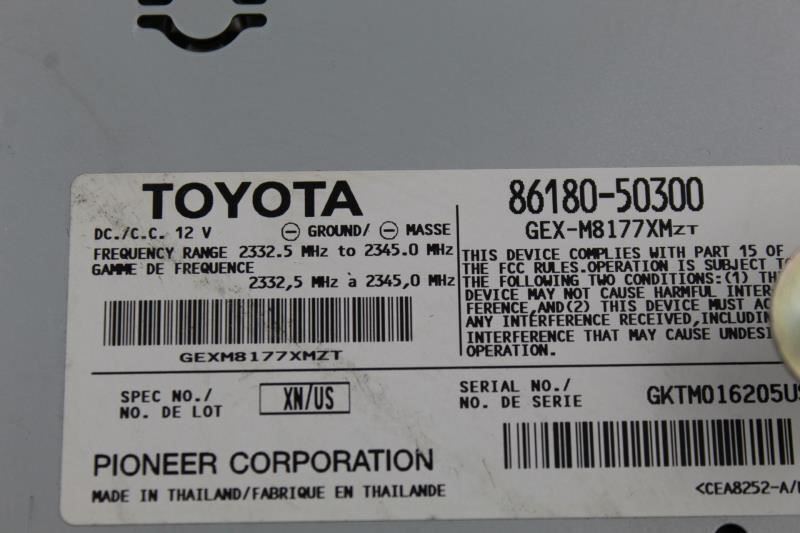 TOYOTA
86180-50300
GEX-M8177XMZT
DC./C.C. 12 V ⊖ GROUND/ ⊖ MASSE
FREQUENCY RANGE 2332.5 MHz to 2345.0 MHz
GAMME DE FREQUENCE
2332,5 MHz à 2345,0 MHz
GEXM8177XMZT
THIS DEVICE COMPLIES WITH PART 15 OF
THE FCC RULES.OPERATION IS SUBJECT TO
THE FOLLOWING TWO CONDITIONS:(1) THI
DEVICE MAY NOT CAUSE HARMFUL INTER
FERENCE,AND(2) THIS DEVICE MUST AC
ANY INTERFERENCE RECEIVED,INCLUDIN
INTERFERENCE THAT MAY CAUSE UNDESI
OPERATION.
SPEC NO./
NO. DE LOT
XN/US
SERIAL NO./
NO. DE SERIE
GKTM016205US
PIONEER CORPORATION
MADE IN THAILAND/FABRIQUE EN THAILANDE
<CEA8252-A/